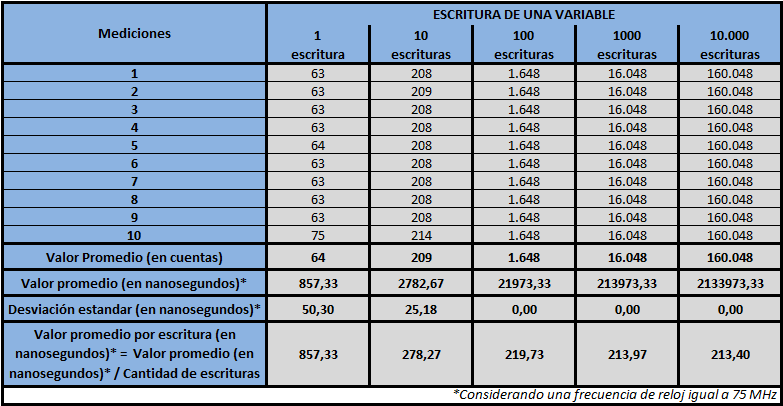 Mediciones
ESCRITURA DE UNA VARIABLE
1 escritura
10 escrituras
100 escrituras
1000 escrituras
10.000 escrituras
1 63 208 1.648 16.048 160.048
2 63 209 1.648 16.048 160.048
3 63 208 1.648 16.048 160.048
4 63 208 1.648 16.048 160.048
5 64 208 1.648 16.048 160.048
6 63 208 1.648 16.048 160.048
7 63 208 1.648 16.048 160.048
8 63 208 1.648 16.048 160.048
9 63 208 1.648 16.048 160.048
10 75 214 1.648 16.048 160.048
Valor Promedio (en cuentas) 64 209 1.648 16.048 160.048
Valor promedio (en nanosegundos)* 857,33 2782,67 21973,33 213973,33 2133973,33
Desviación estandar (en nanosegundos)* 50,30 25,18 0,00 0,00 0,00
Valor promedio por escritura (en
nanosegundos)* = Valor promedio (en
nanosegundos)* / Cantidad de escrituras
857,33 278,27 219,73 213,97 213,40
*Considerando una frecuencia de reloj igual a 75 MHz